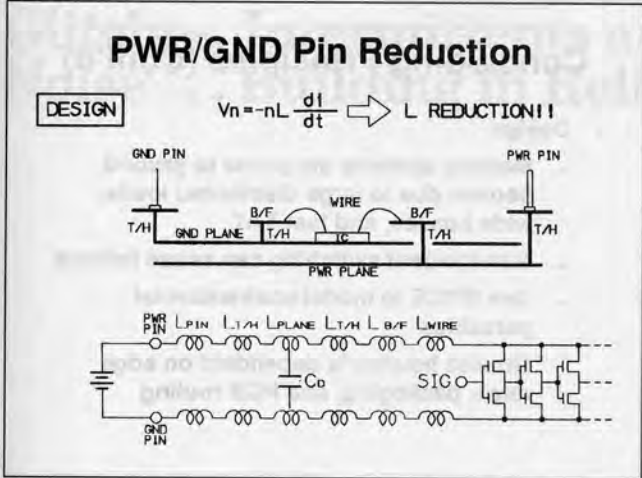 PWR/GND Pin Reduction
DESIGN
Vn=-nL di/dt ⇨ L REDUCTION!!
GND PIN
PWR PIN
WIRE
B/F
B/F
T/H
T/H
IC
T/H
T/H
GND PLANE
PWR PLANE
PWR PIN
LPIN LT/H LPLANE LT/H L B/F LWIRE
CD
SIG
GND PIN